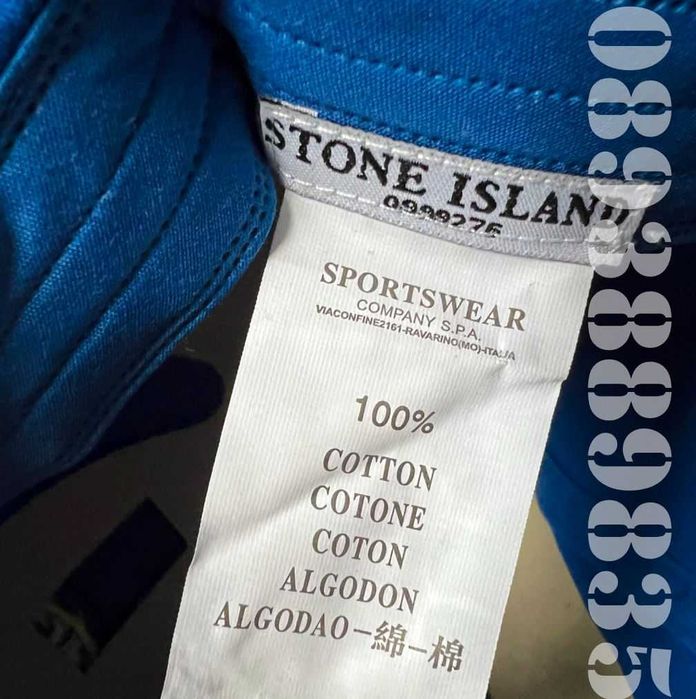 STONE ISLAND
SPORTSWEAR
COMPANY S.P.A.
VIACONFINE2161-RAVARINO(MO)-ITALIA
100%
COTTON
COTONE
COTON
ALGODON
ALGODAO-綿-棉